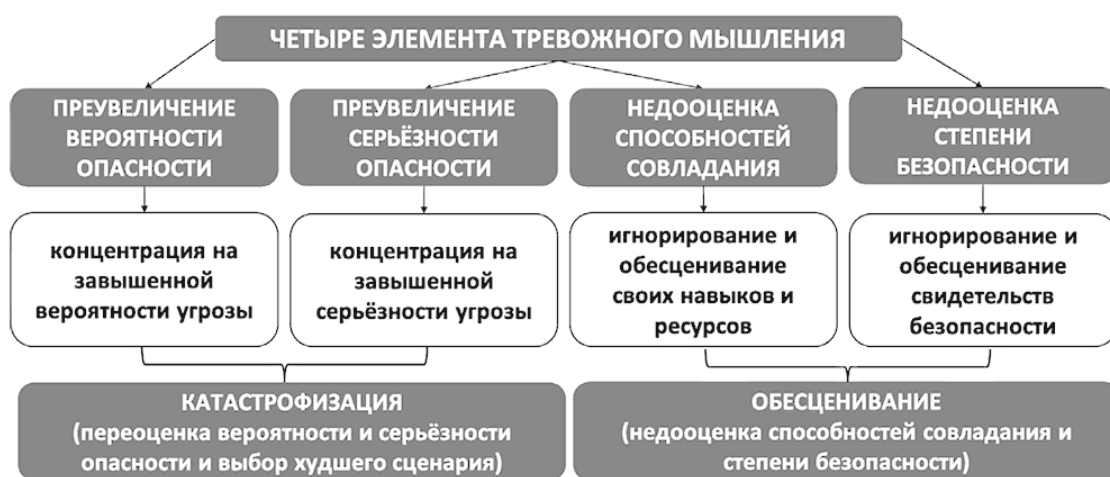 ЧЕТЫРЕ ЭЛЕМЕНТА ТРЕВОЖНОГО МЫШЛЕНИЯ
ПРЕУВЕЛИЧЕНИЕ
ВЕРОЯТНОСТИ
ОПАСНОСТИ
ПРЕУВЕЛИЧЕНИЕ
СЕРЬЁЗНОСТИ
ОПАСНОСТИ
НЕДООЦЕНКА
СПОСОБНОСТЕЙ
СОВЛАДАНИЯ
НЕДООЦЕНКА
СТЕПЕНИ
БЕЗОПАСНОСТИ
концентрация на
завышенной
вероятности угрозы
концентрация на
завышенной
серьёзности угрозы
игнорирование и
обесценивание
своих навыков и
ресурсов
игнорирование и
обесценивание
свидетельств
безопасности
КАТАСТРОФИЗАЦИЯ
(переоценка вероятности и серьёзности
опасности и выбор худшего сценария)
ОБЕСЦЕНИВАНИЕ
(недооценка способностей совладания и
степени безопасности)